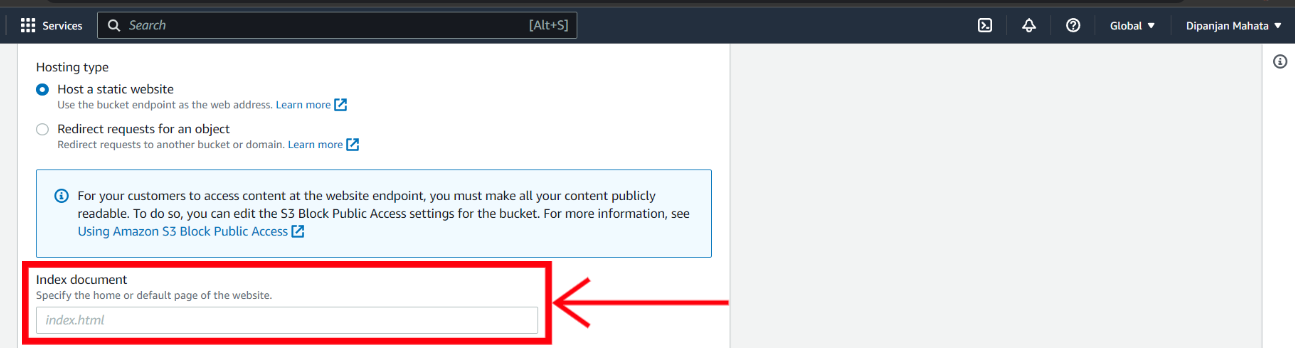 Services
Search
[Alt+S]
Global
Dipanjan Mahata
Hosting type
Host a static website
Use the bucket endpoint as the web address. Learn more
Redirect requests for an object
Redirect requests to another bucket or domain. Learn more
For your customers to access content at the website endpoint, you must make all your content publicly
readable. To do so, you can edit the S3 Block Public Access settings for the bucket. For more information, see
Using Amazon S3 Block Public Access
Index document
Specify the home or default page of the website.
index.html